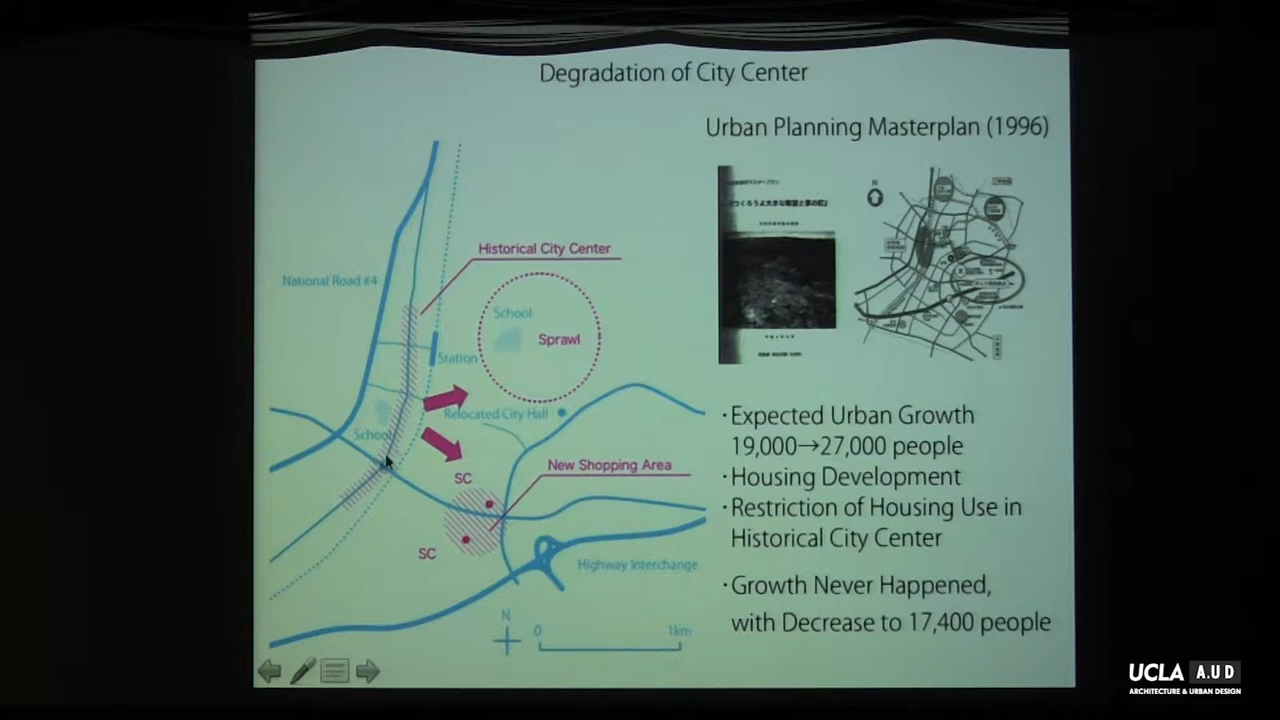 Degradation of City Center
Urban Planning Masterplan (1996)
Historical City Center
National Road #4
School
Sprawl
Station
Relocated City Hall
School
New Shopping Area
SC
SC
Highway Interchange
N
0
1km
・Expected Urban Growth
19,000→27,000 people
・Housing Development
・Restriction of Housing Use in
Historical City Center
・Growth Never Happened,
with Decrease to 17,400 people
UCLA A.UD
ARCHITECTURE & URBAN DESIGN